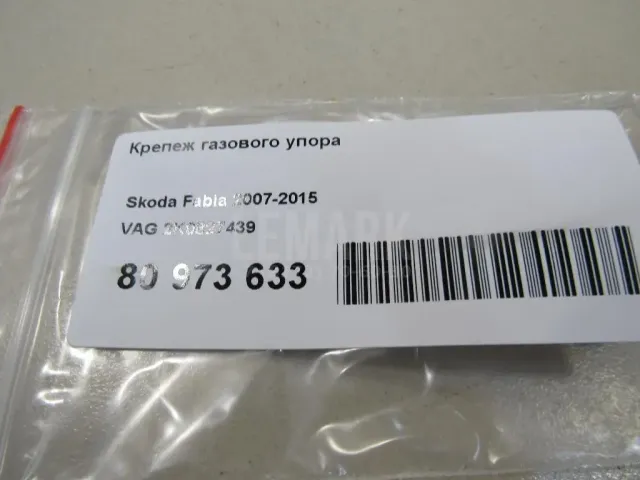 Крепеж газового упора
Skoda Fabia 2007-2015
VAG
80 973 633